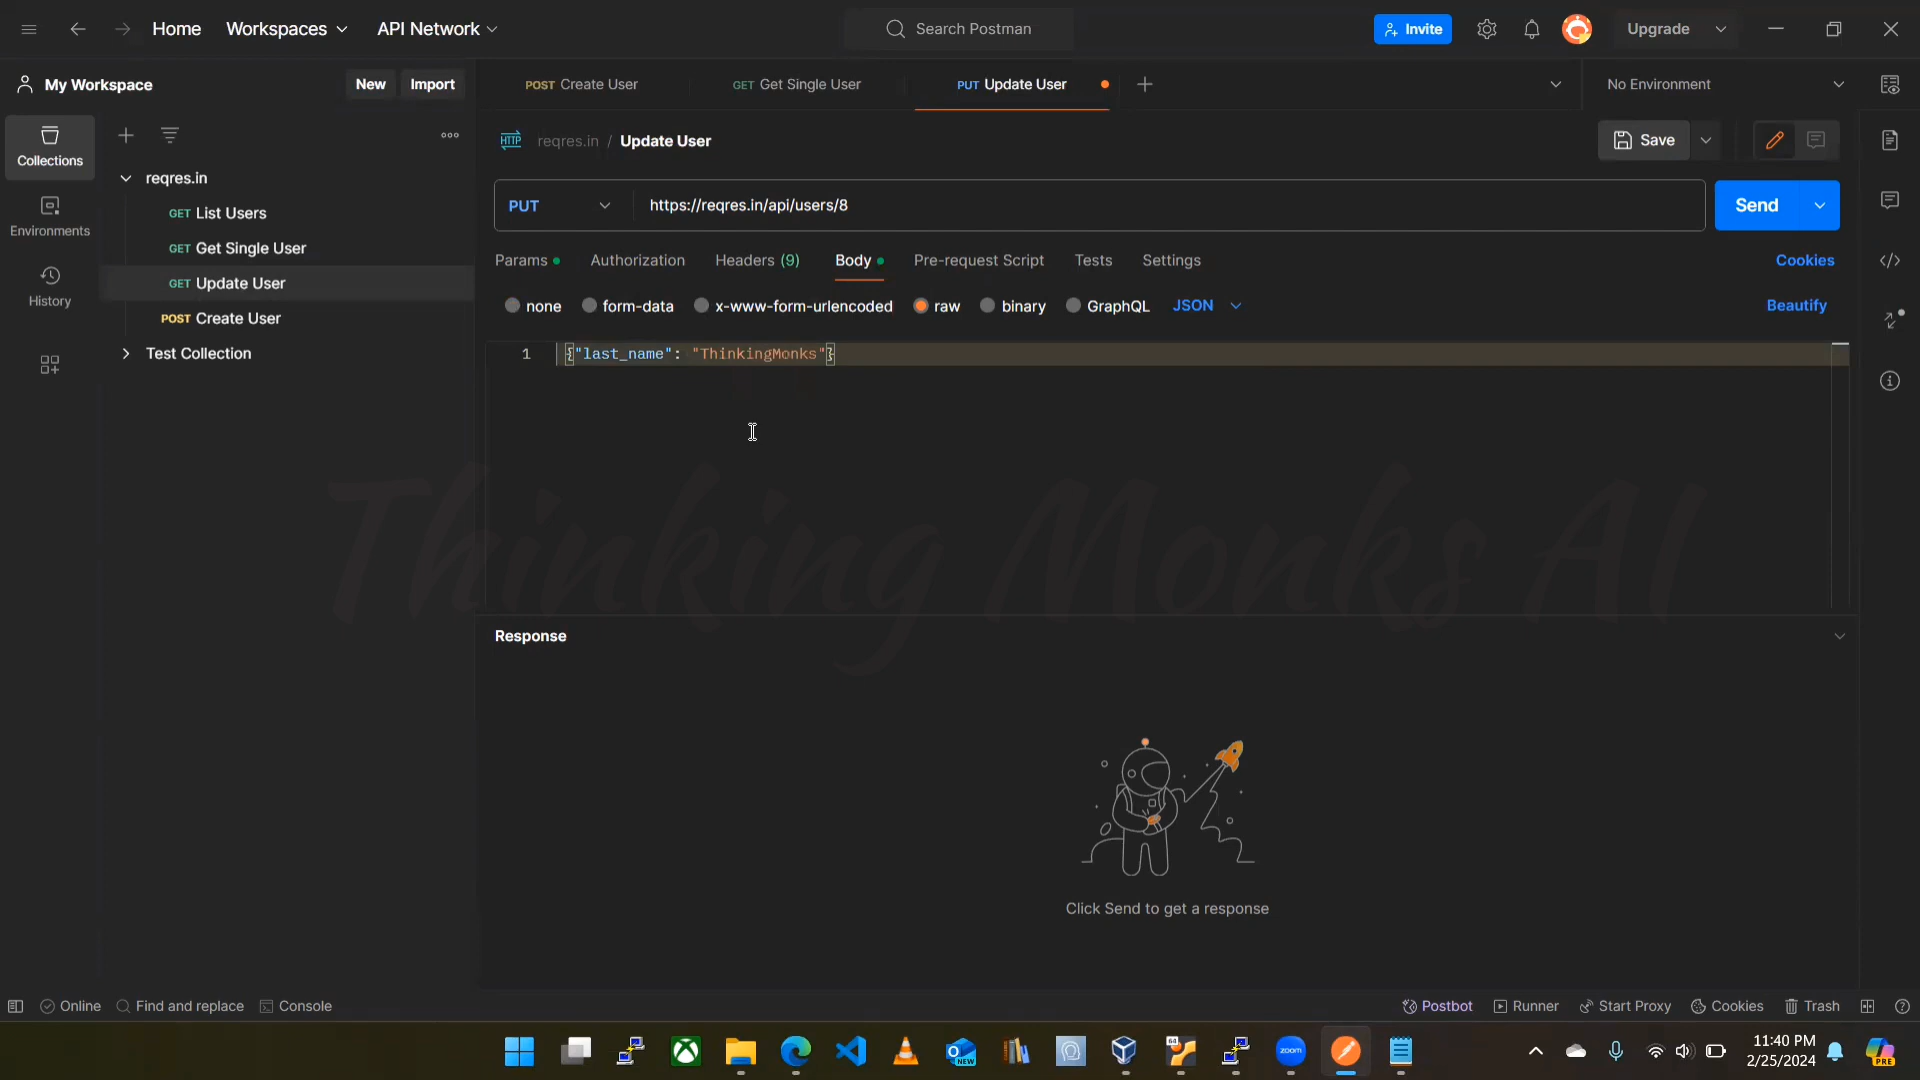 Home Workspaces API Network Search Postman Invite Upgrade
My Workspace New Import POST Create User GET Get Single User PUT Update User No Environment
Collections
Environments
History
reqres.in
GET List Users
GET Get Single User
GET Update User
POST Create User
Test Collection
HTTP reqres.in / Update User Save
PUT https://reqres.in/api/users/8 Send
Params Authorization Headers (9) Body Pre-request Script Tests Settings Cookies
none form-data x-www-form-urlencoded raw binary GraphQL JSON Beautify
1 {"last_name": "ThinkingMonks"}
Thinking Monks AI
Response
Click Send to get a response
Online Find and replace Console Postbot Runner Start Proxy Cookies Trash
NEW 64 zoom PRE
11:40 PM
2/25/2024